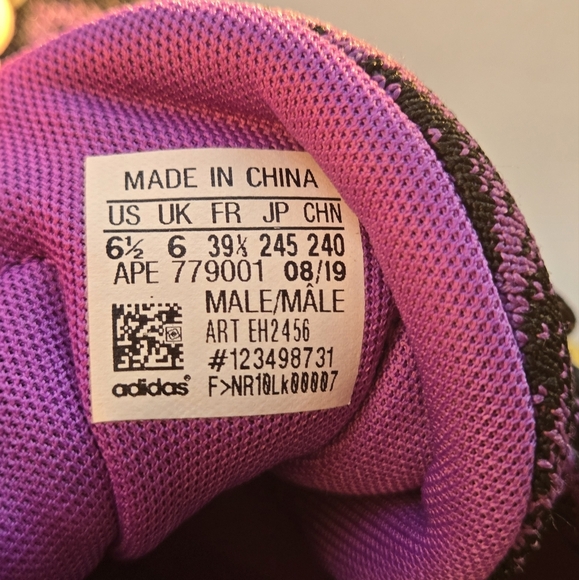 MADE IN CHINA
US UK FR JP CHN
6½ 6 39⅓ 245 240
APE 779001 08/19
MALE/MÂLE
ART EH2456
#123498731
adidas® F>NR10Lk00007